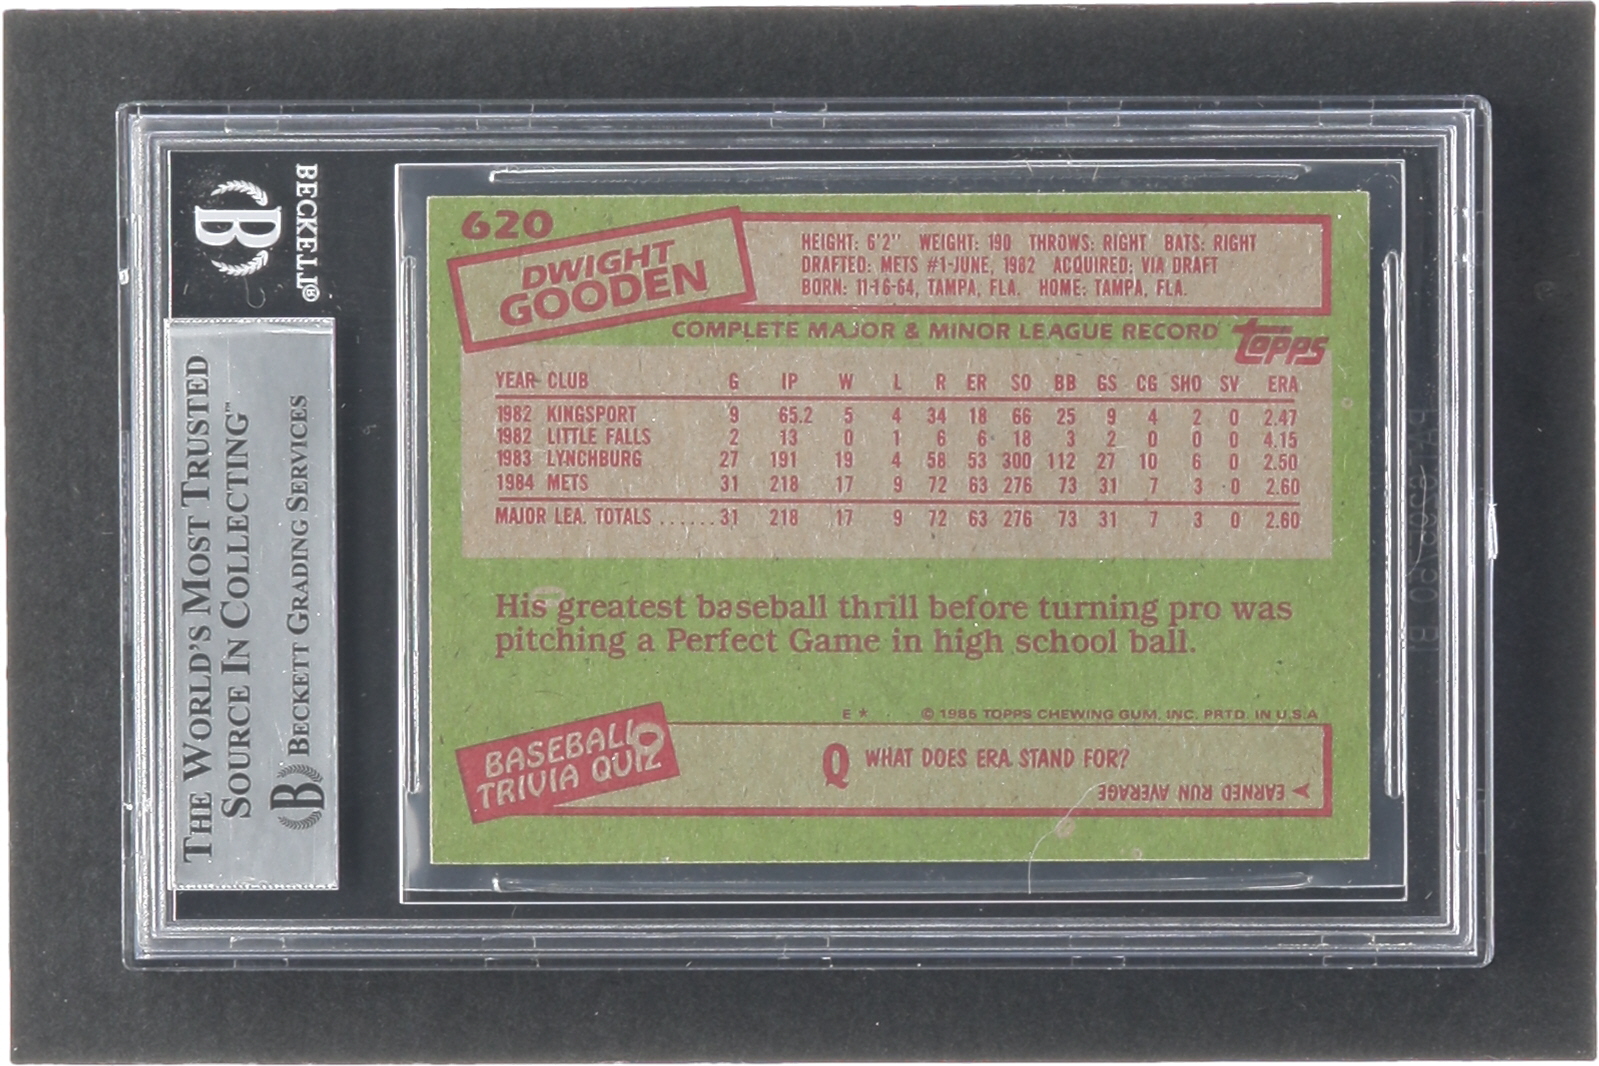 BECKETT®
B
THE WORLD'S MOST TRUSTED
SOURCE IN COLLECTING™
BECKETT GRADING SERVICES
B
620
DWIGHT
GOODEN
HEIGHT: 6'2" WEIGHT: 190 THROWS: RIGHT BATS: RIGHT
DRAFTED: METS #1-JUNE, 1982 ACQUIRED: VIA DRAFT
BORN: 11-16-64, TAMPA, FLA. HOME: TAMPA, FLA.
COMPLETE MAJOR & MINOR LEAGUE RECORD
TOPPS
YEAR CLUB G IP W L R ER SO BB GS CG SHO SV ERA
1982 KINGSPORT 9 65.2 5 4 34 18 66 25 9 4 2 0 2.47
1982 LITTLE FALLS 2 13 0 1 6 6 18 3 2 0 0 0 4.15
1983 LYNCHBURG 27 191 19 4 58 53 300 112 27 10 6 0 2.50
1984 METS 31 218 17 9 72 63 276 73 31 7 3 0 2.60
MAJOR LEA. TOTALS ...... 31 218 17 9 72 63 276 73 31 7 3 0 2.60
His greatest baseball thrill before turning pro was
pitching a Perfect Game in high school ball.
E ★ © 1985 TOPPS CHEWING GUM, INC. PRTD. IN U.S.A.
BASEBALL
TRIVIA QUIZ
Q WHAT DOES ERA STAND FOR?
EARNED RUN AVERAGE